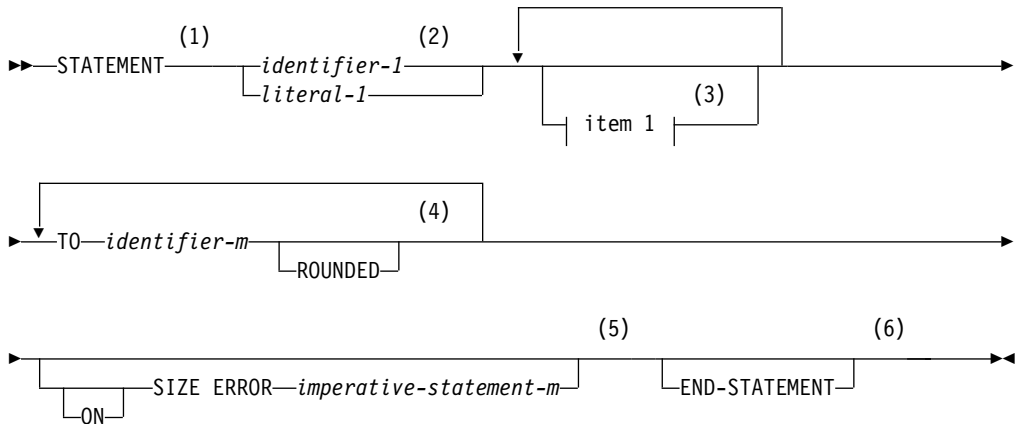 (1) (2)
STATEMENT identifier-1
literal-1 (3)
item 1
(4)
TO identifier-m
ROUNDED
(5) (6)
SIZE ERROR imperative-statement-m END-STATEMENT
ON